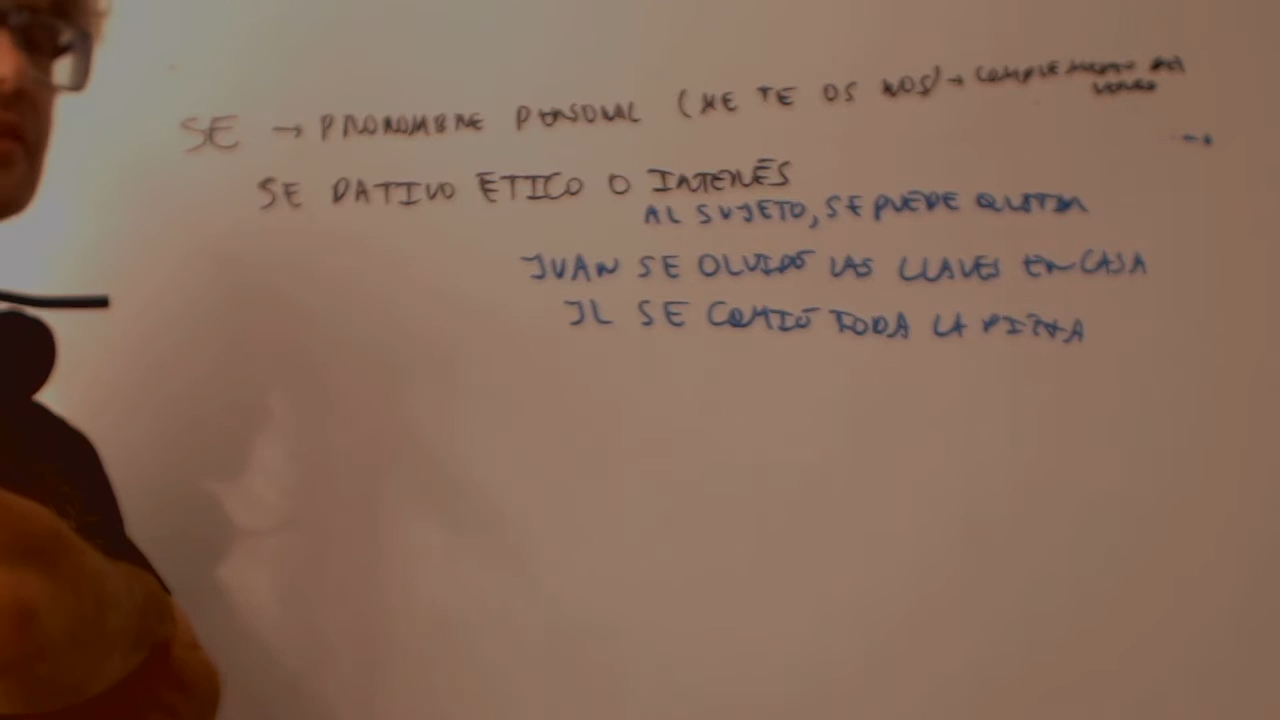 SE → PRONOMBRE PERSONAL (ME TE OS NOS) → COMPLEMENTO DEL VERBO
SE DATIVO ÉTICO O INTERÉS
AL SUJETO, SE PUEDE QUITAR
JUAN SE OLVIDÓ LAS LLAVES EN CASA
JL SE COMIÓ TODA LA PIZZA